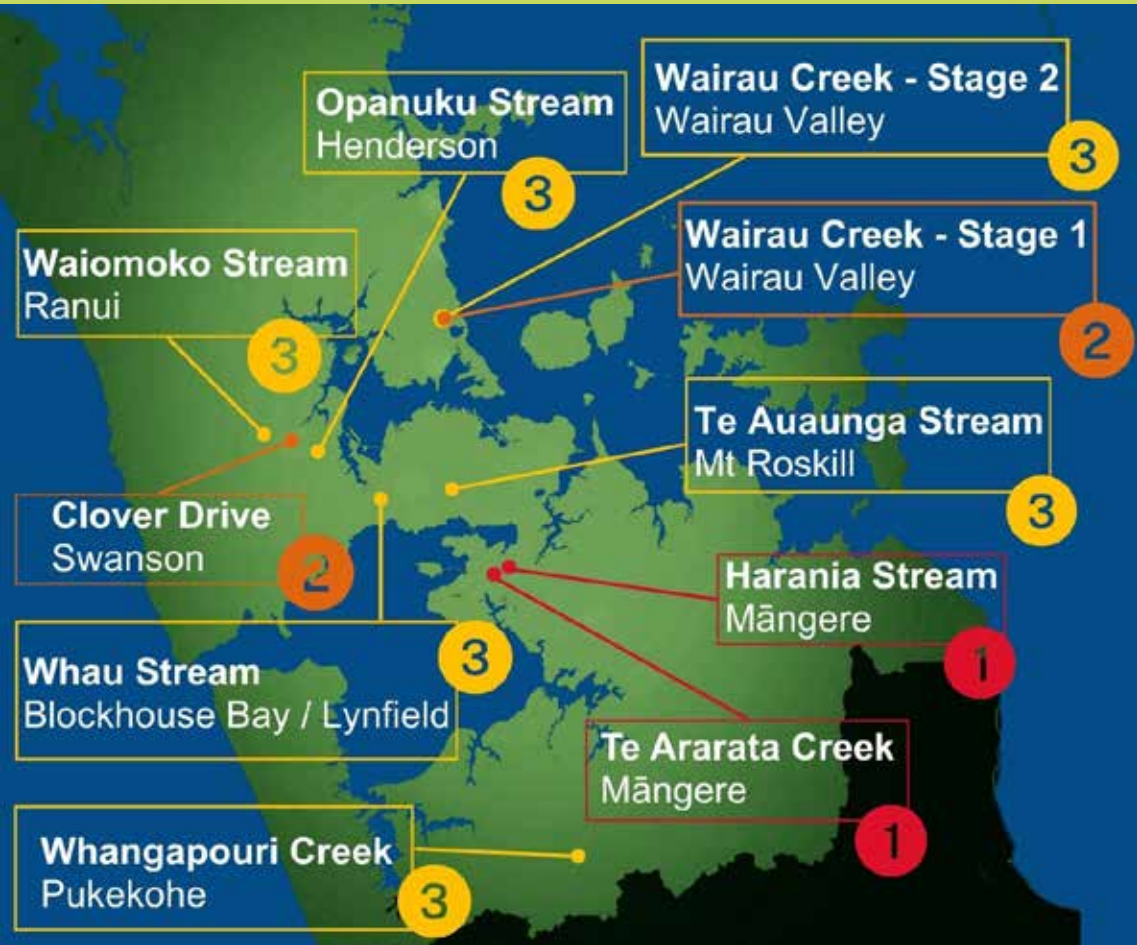 Opanuku Stream
Henderson
3
Wairau Creek - Stage 2
Wairau Valley
3
Waiomoko Stream
Ranui
3
Wairau Creek - Stage 1
Wairau Valley
2
Te Auaunga Stream
Mt Roskill
3
Clover Drive
Swanson
2
Harania Stream
Māngere
1
Whau Stream
Blockhouse Bay / Lynfield
3
Te Ararata Creek
Māngere
1
Whangapouri Creek
Pukekohe
3